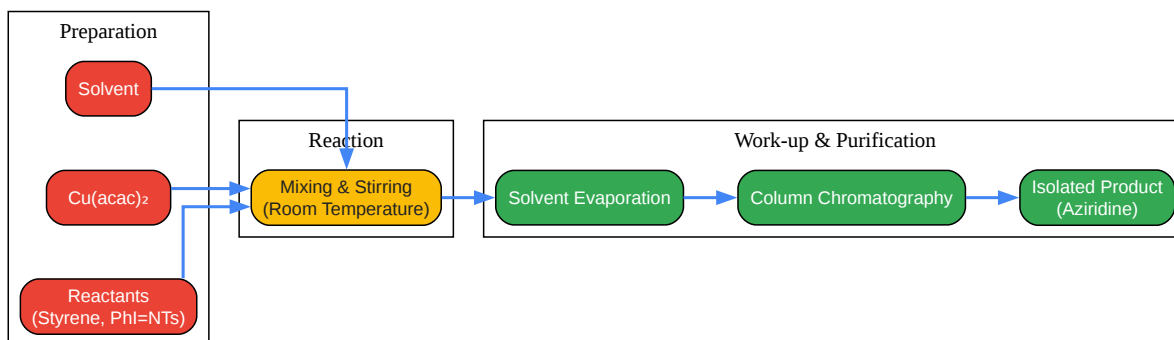 Preparation
Solvent
Cu(acac)₂
Reactants
(Styrene, PhI=NTs)
Reaction
Mixing & Stirring
(Room Temperature)
Work-up & Purification
Solvent Evaporation
Column Chromatography
Isolated Product
(Aziridine)